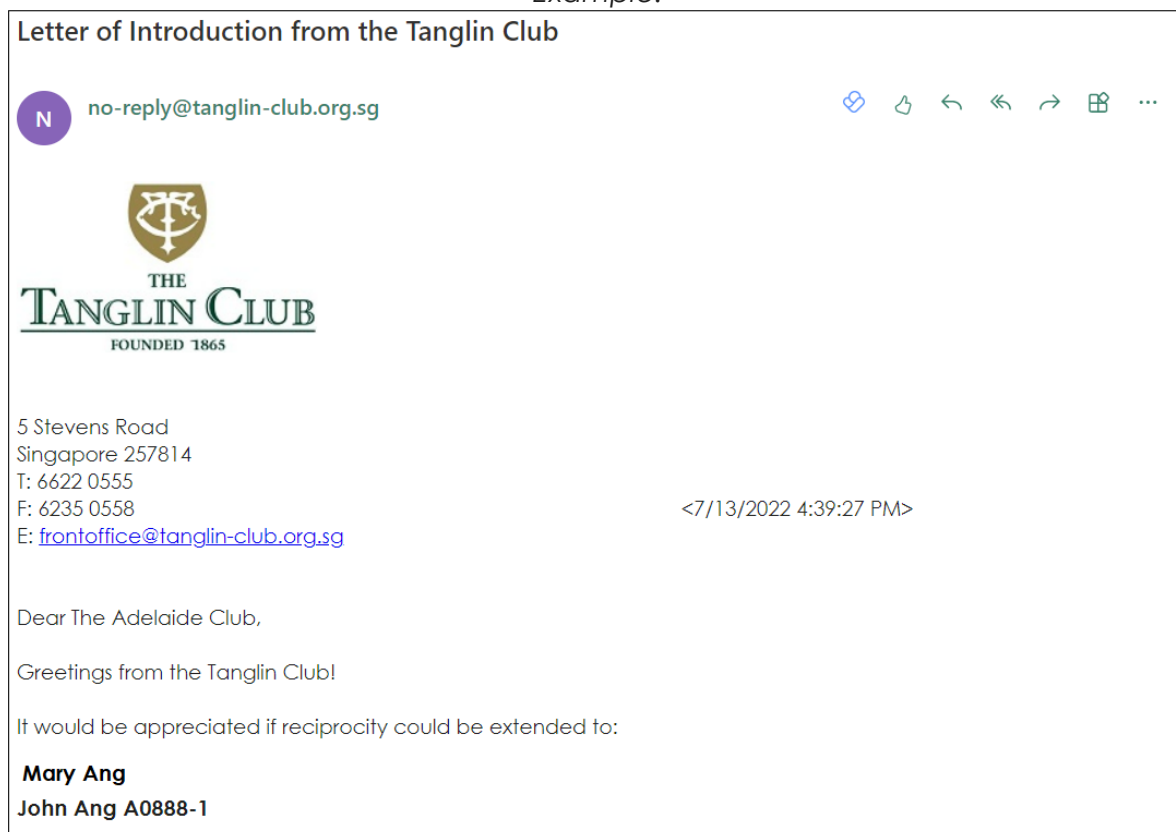 Example:
Letter of Introduction from the Tanglin Club
N
no-reply@tanglin-club.org.sg
THE
TANGLIN CLUB
FOUNDED 1865
5 Stevens Road
Singapore 257814
T: 6622 0555
F: 6235 0558
<7/13/2022 4:39:27 PM>
E: frontoffice@tanglin-club.org.sg
Dear The Adelaide Club,
Greetings from the Tanglin Club!
It would be appreciated if reciprocity could be extended to:
Mary Ang
John Ang A0888-1